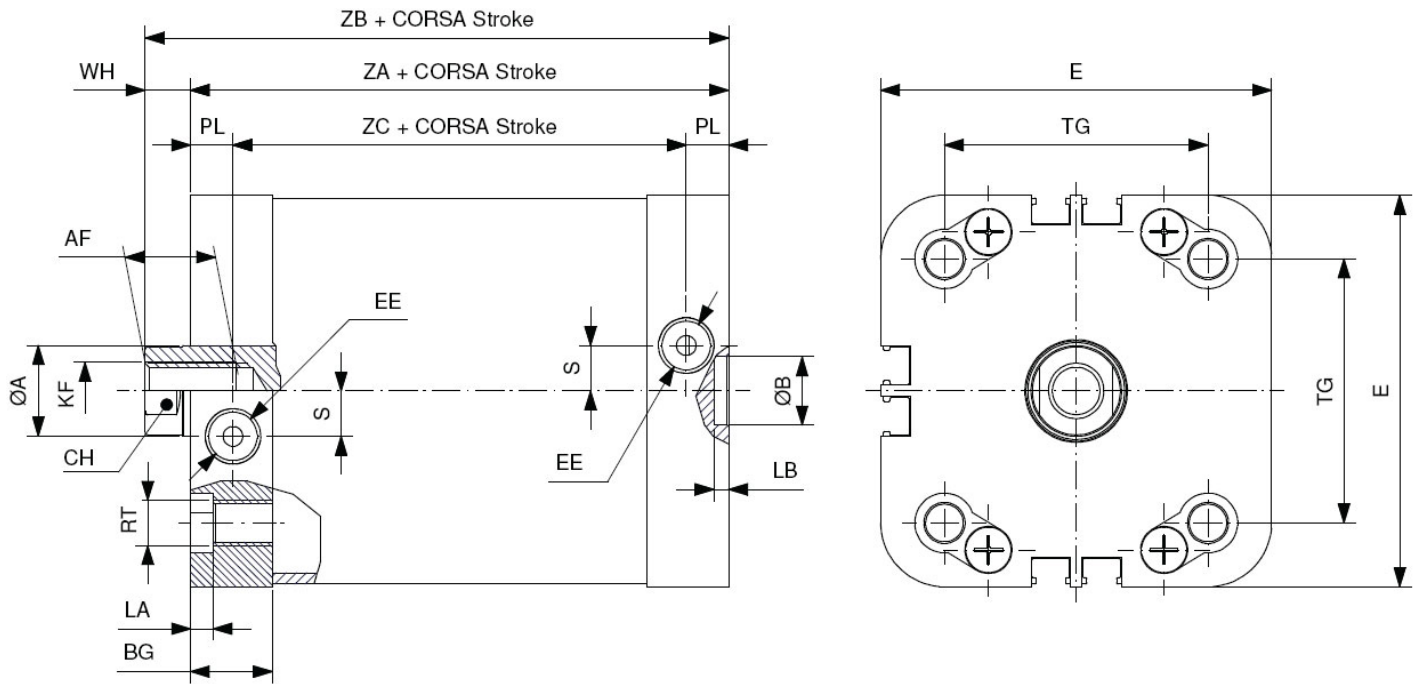 ZB + CORSA Stroke
WH
ZA + CORSA Stroke
E
PL
ZC + CORSA Stroke
PL
TG
AF
EE
ØA
KF
S
S
ØB
TG
E
CH
EE
LB
RT
LA
BG